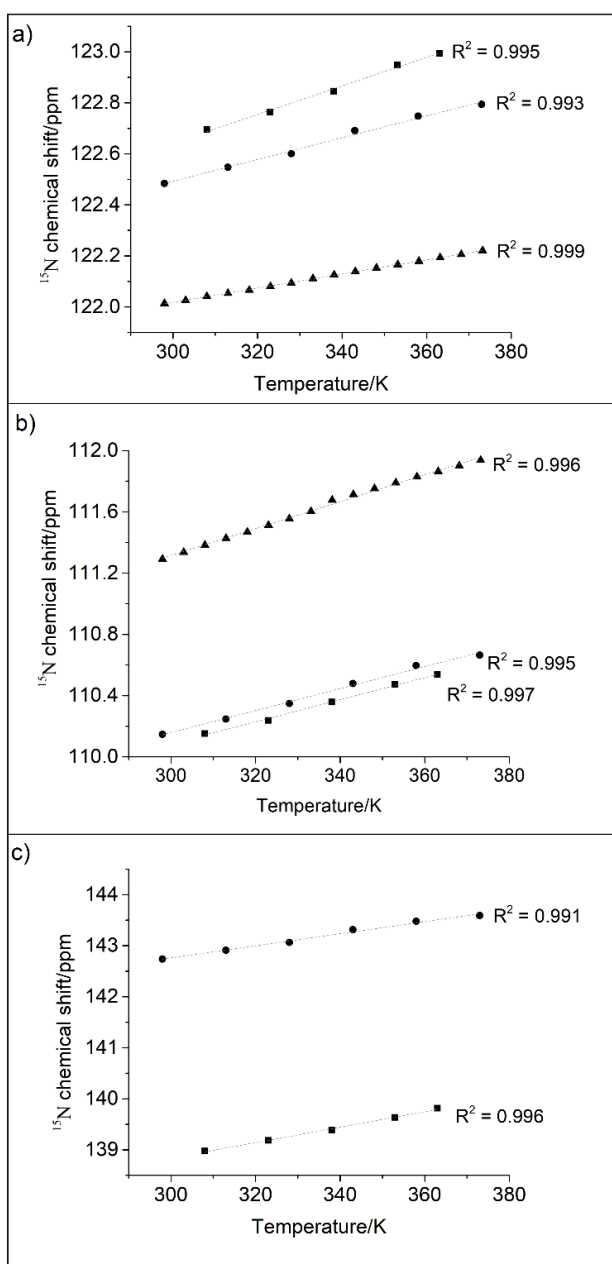 a)
123.0
122.8
122.6
122.4
122.2
122.0
¹⁵N chemical shift/ppm
R² = 0.995
R² = 0.993
R² = 0.999
300 320 340 360 380
Temperature/K
b)
112.0
111.6
111.2
110.8
110.4
110.0
¹⁵N chemical shift/ppm
R² = 0.996
R² = 0.995
R² = 0.997
300 320 340 360 380
Temperature/K
c)
144
143
142
141
140
139
¹⁵N chemical shift/ppm
R² = 0.991
R² = 0.996
300 320 340 360 380
Temperature/K